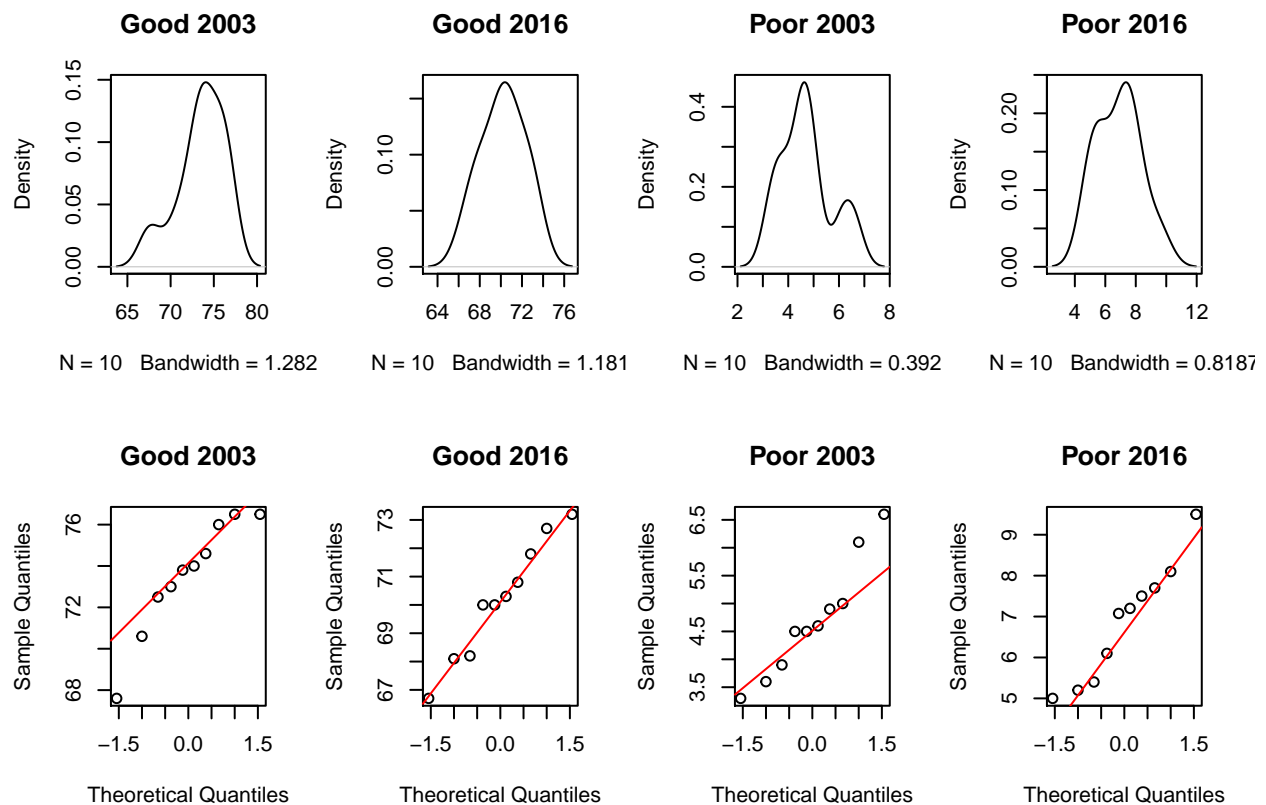 Good 2003
Density
0.00 0.05 0.10 0.15
65 70 75 80
N = 10 Bandwidth = 1.282
Good 2016
Density
0.00 0.10
64 68 72 76
N = 10 Bandwidth = 1.181
Poor 2003
Density
0.0 0.2 0.4
2 4 6 8
N = 10 Bandwidth = 0.392
Poor 2016
Density
0.00 0.10 0.20
4 6 8 12
N = 10 Bandwidth = 0.8187
Good 2003
Sample Quantiles
68 72 76
−1.5 0.0 1.5
Theoretical Quantiles
Good 2016
Sample Quantiles
67 69 71 73
−1.5 0.0 1.5
Theoretical Quantiles
Poor 2003
Sample Quantiles
3.5 4.5 5.5 6.5
−1.5 0.0 1.5
Theoretical Quantiles
Poor 2016
Sample Quantiles
5 6 7 8 9
−1.5 0.0 1.5
Theoretical Quantiles